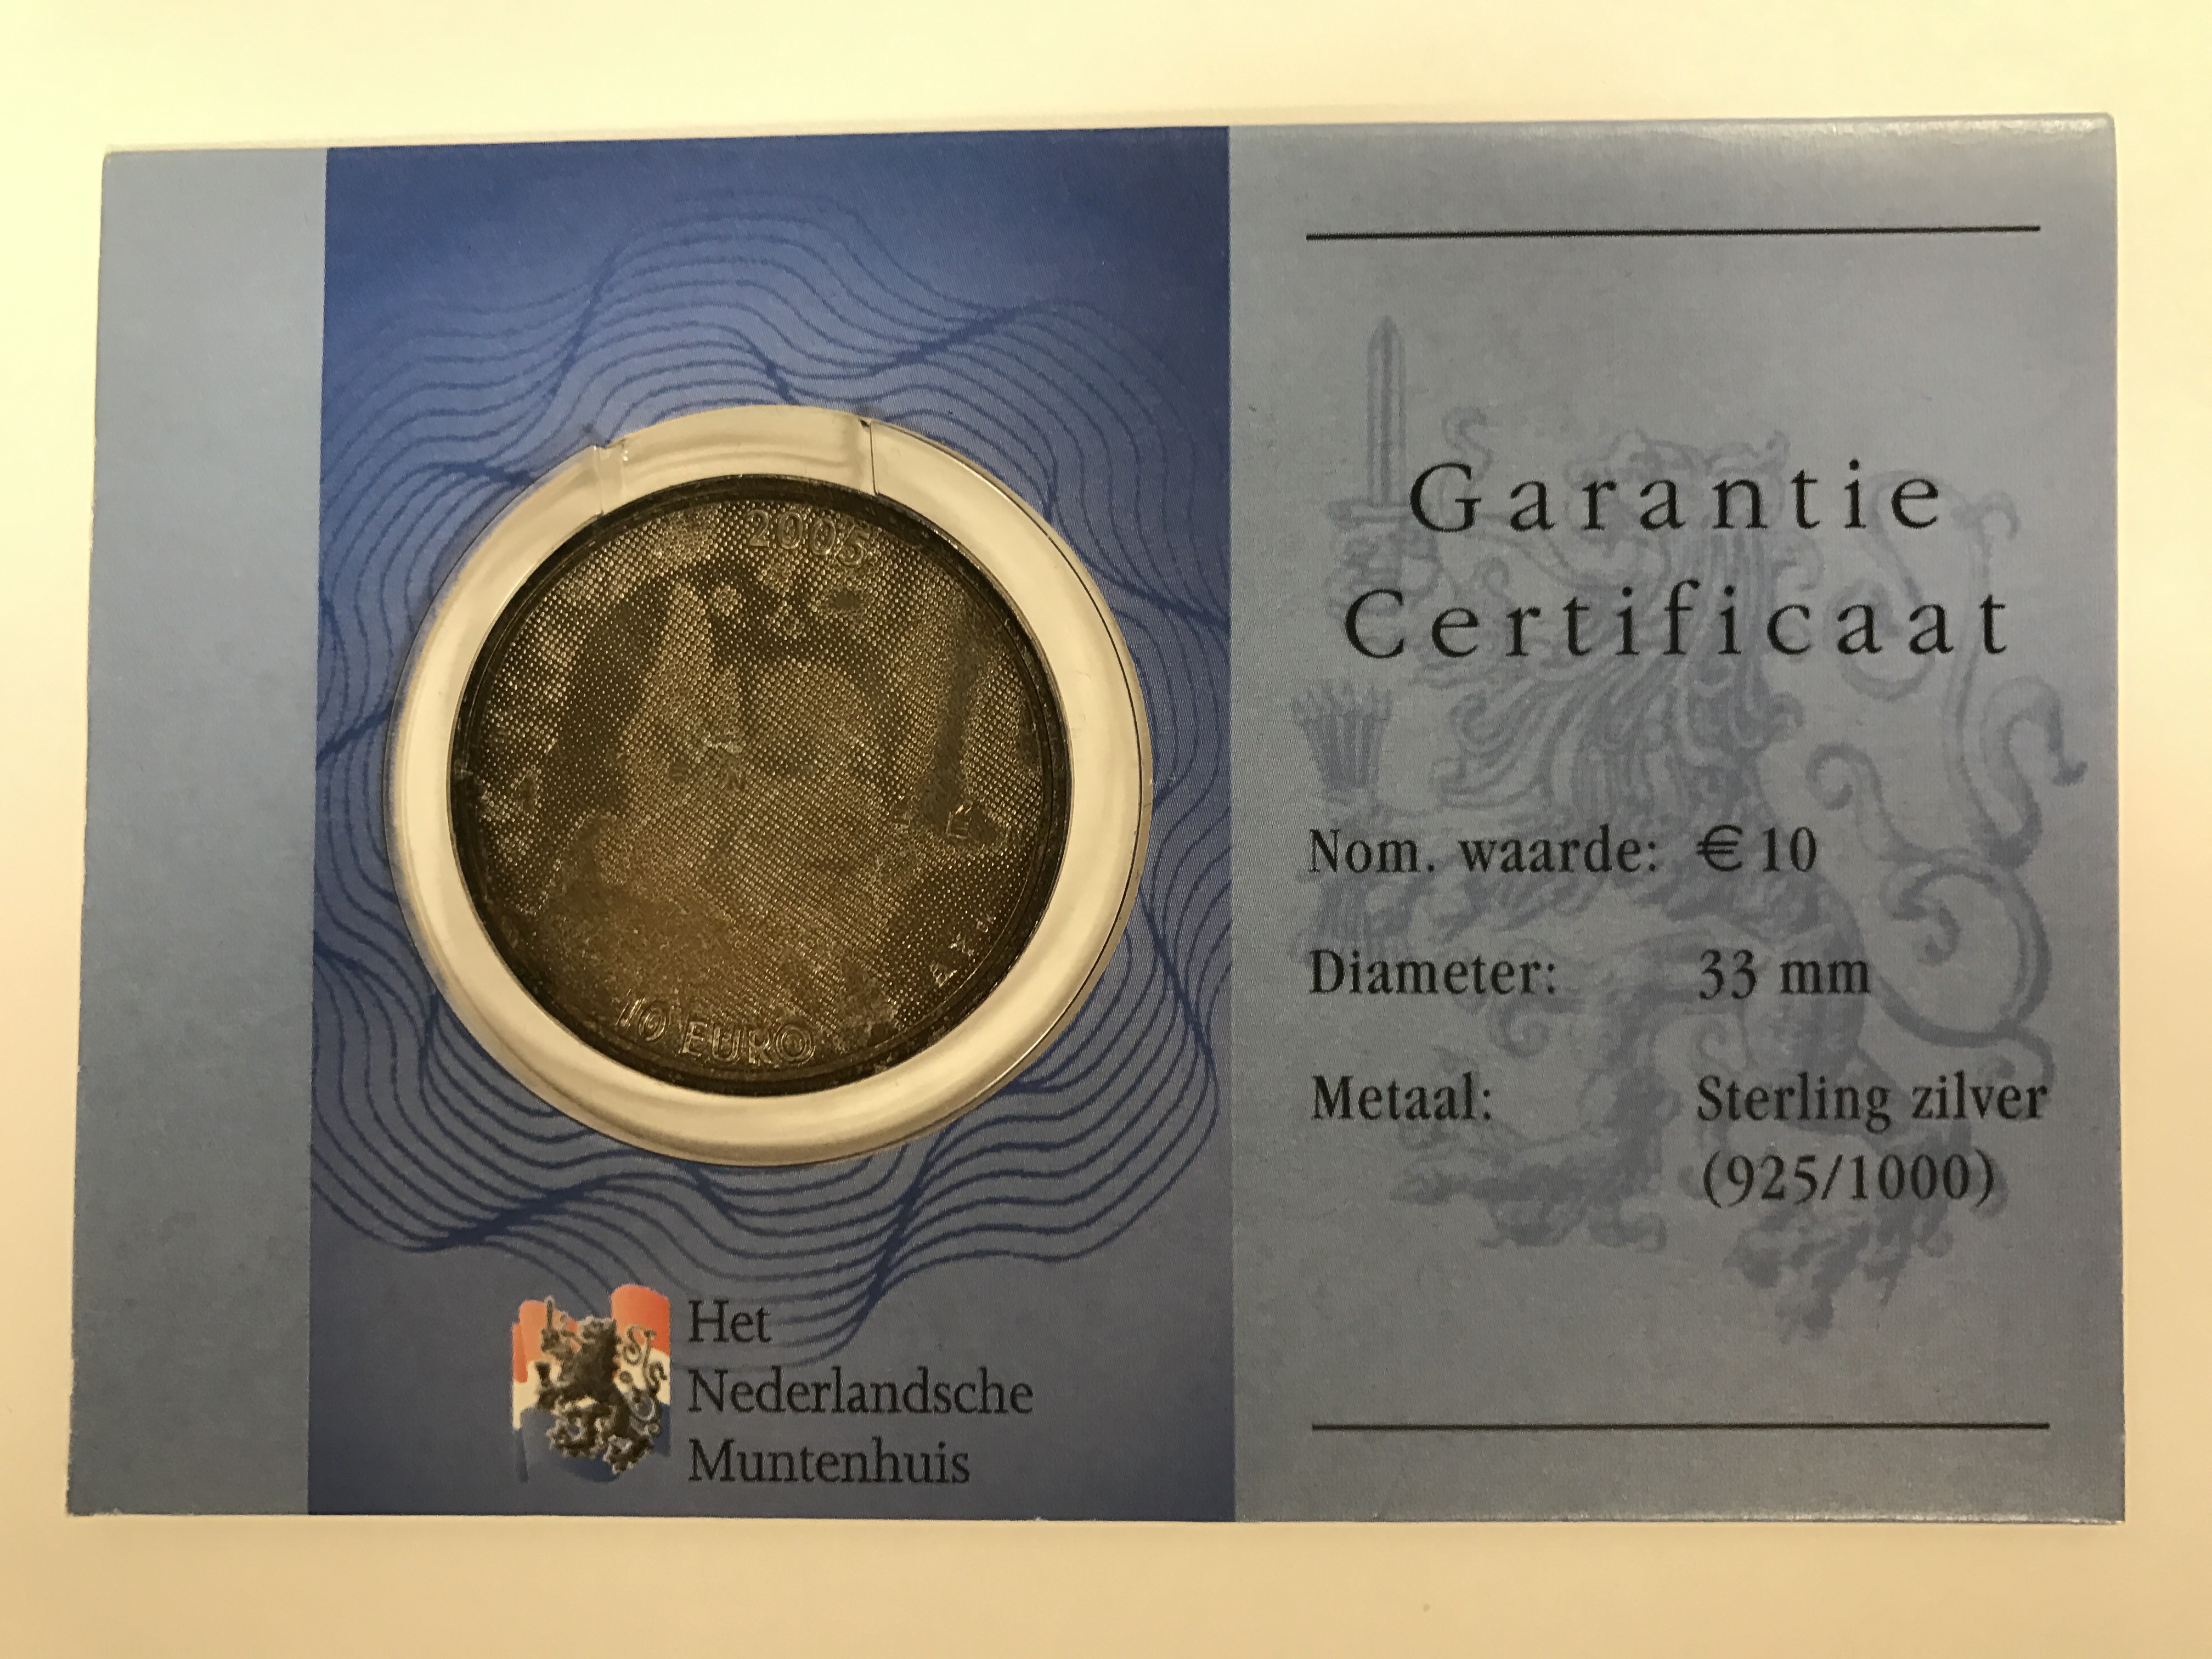 2005
10 EURO
Het
Nederlandsche
Muntenhuis
Garantie
Certificaat
Nom. waarde: €10
Diameter: 33 mm
Metaal: Sterling zilver
(925/1000)